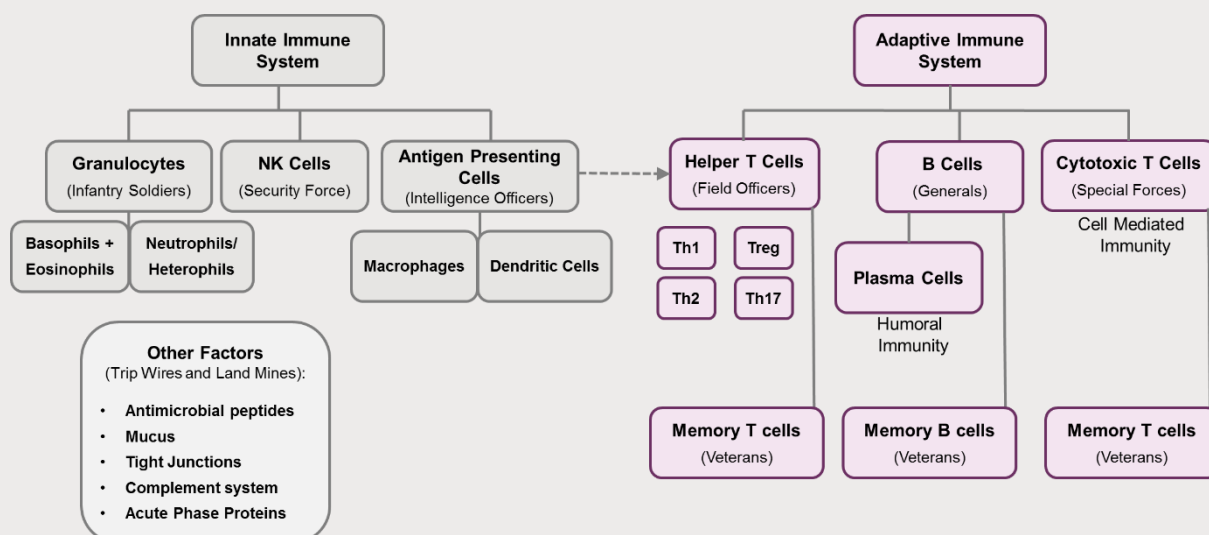 Innate Immune
System
Granulocytes
(Infantry Soldiers)
NK Cells
(Security Force)
Antigen Presenting
Cells
(Intelligence Officers)
Basophils +
Eosinophils
Neutrophils/
Heterophils
Macrophages
Dendritic Cells
Other Factors
(Trip Wires and Land Mines):
• Antimicrobial peptides
• Mucus
• Tight Junctions
• Complement system
• Acute Phase Proteins
Adaptive Immune
System
Helper T Cells
(Field Officers)
B Cells
(Generals)
Cytotoxic T Cells
(Special Forces)
Cell Mediated
Immunity
Th1
Treg
Th2
Th17
Plasma Cells
Humoral
Immunity
Memory T cells
(Veterans)
Memory B cells
(Veterans)
Memory T cells
(Veterans)